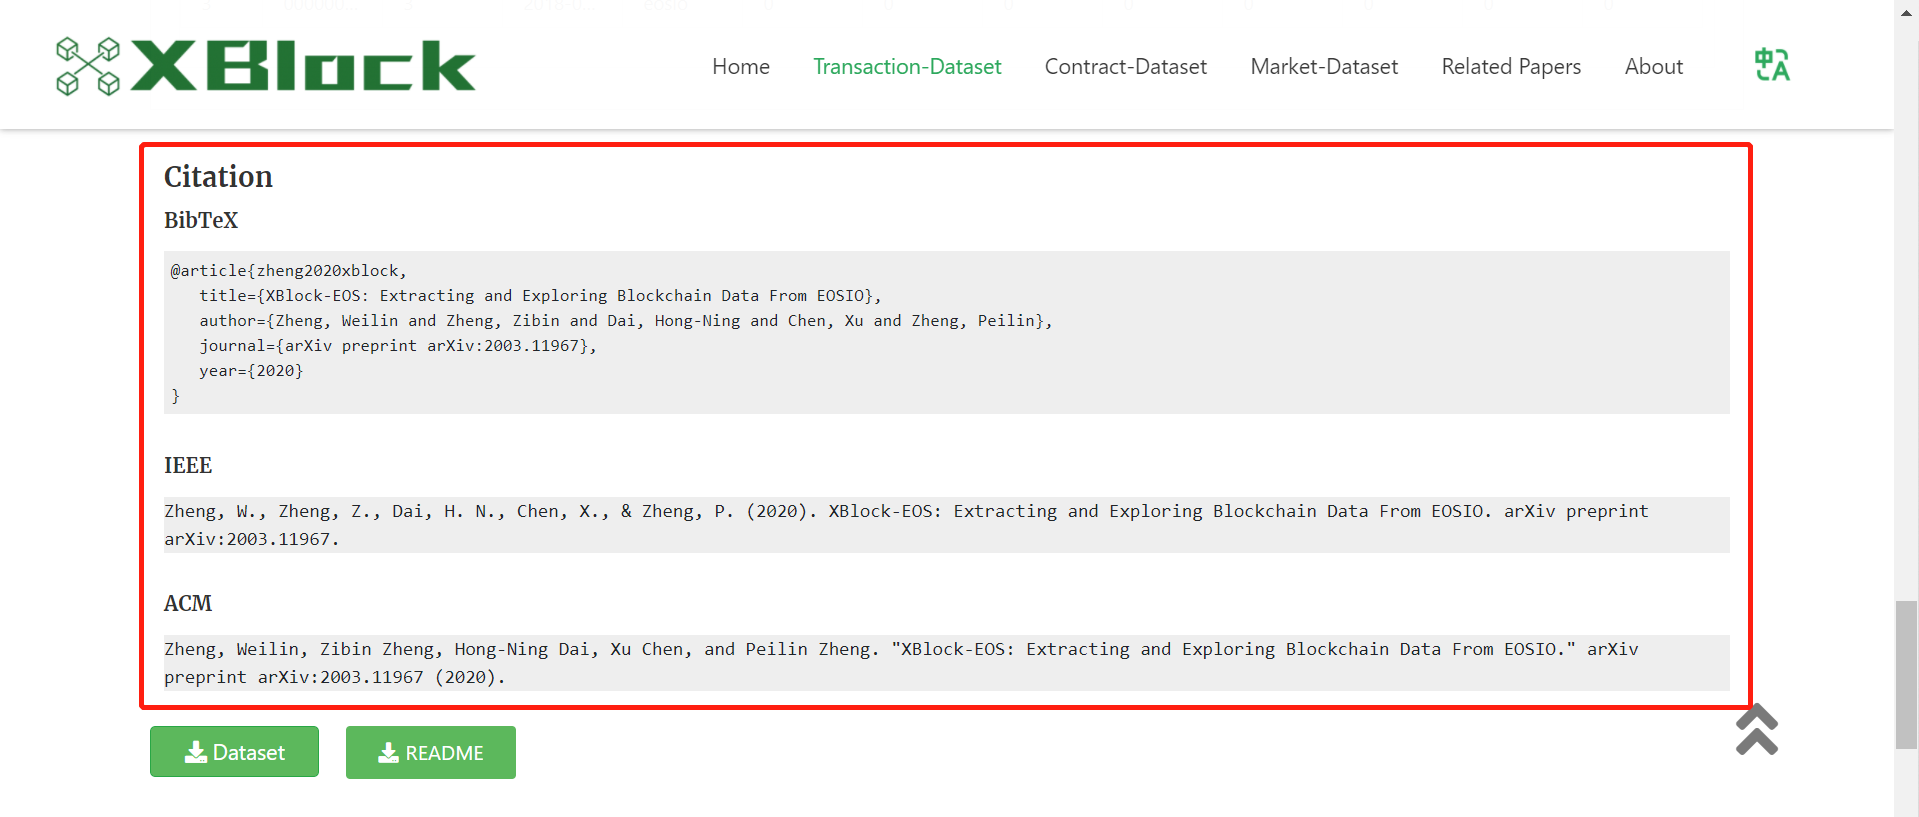 XBlock
Home Transaction-Dataset Contract-Dataset Market-Dataset Related Papers About 中A
Citation
BibTeX
@article{zheng2020xblock,
title={XBlock-EOS: Extracting and Exploring Blockchain Data From EOSIO},
author={Zheng, Weilin and Zheng, Zibin and Dai, Hong-Ning and Chen, Xu and Zheng, Peilin},
journal={arXiv preprint arXiv:2003.11967},
year={2020}
}
IEEE
Zheng, W., Zheng, Z., Dai, H. N., Chen, X., & Zheng, P. (2020). XBlock-EOS: Extracting and Exploring Blockchain Data From EOSIO. arXiv preprint
arXiv:2003.11967.
ACM
Zheng, Weilin, Zibin Zheng, Hong-Ning Dai, Xu Chen, and Peilin Zheng. "XBlock-EOS: Extracting and Exploring Blockchain Data From EOSIO." arXiv
preprint arXiv:2003.11967 (2020).
Dataset README